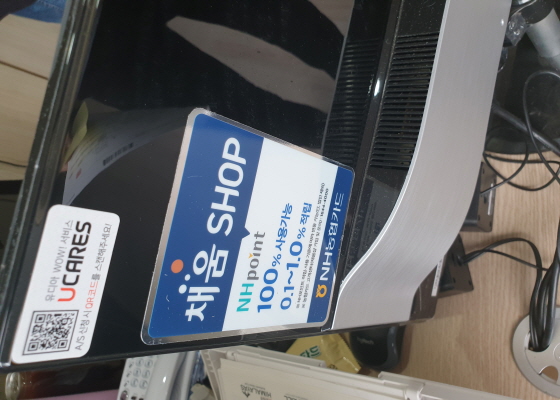 유디아 WOW! 서비스
UCARES
A/S 신청 시 QR코드를 스캔해주세요!
채움 SHOP
NHpoint
100% 사용가능
0.1~1.0% 적립
NH농협카드